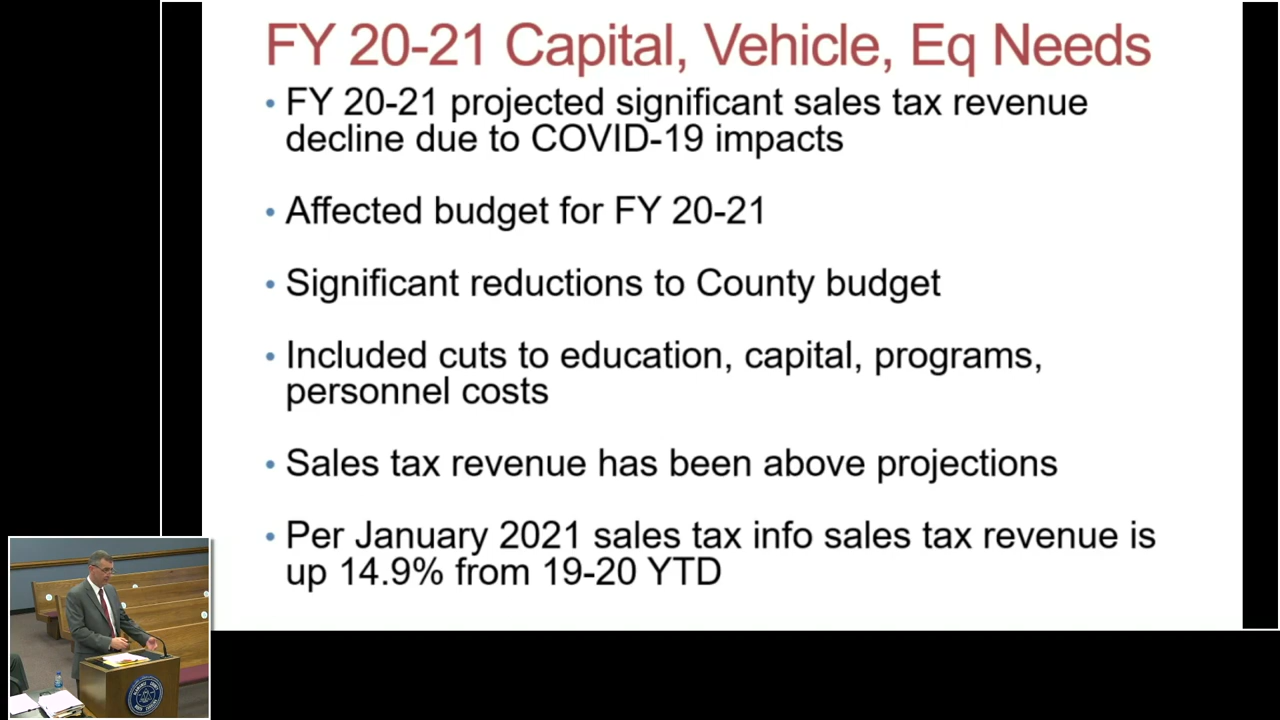 FY 20-21 Capital, Vehicle, Eq Needs
• FY 20-21 projected significant sales tax revenue
decline due to COVID-19 impacts
• Affected budget for FY 20-21
• Significant reductions to County budget
• Included cuts to education, capital, programs,
personnel costs
• Sales tax revenue has been above projections
• Per January 2021 sales tax info sales tax revenue is
up 14.9% from 19-20 YTD